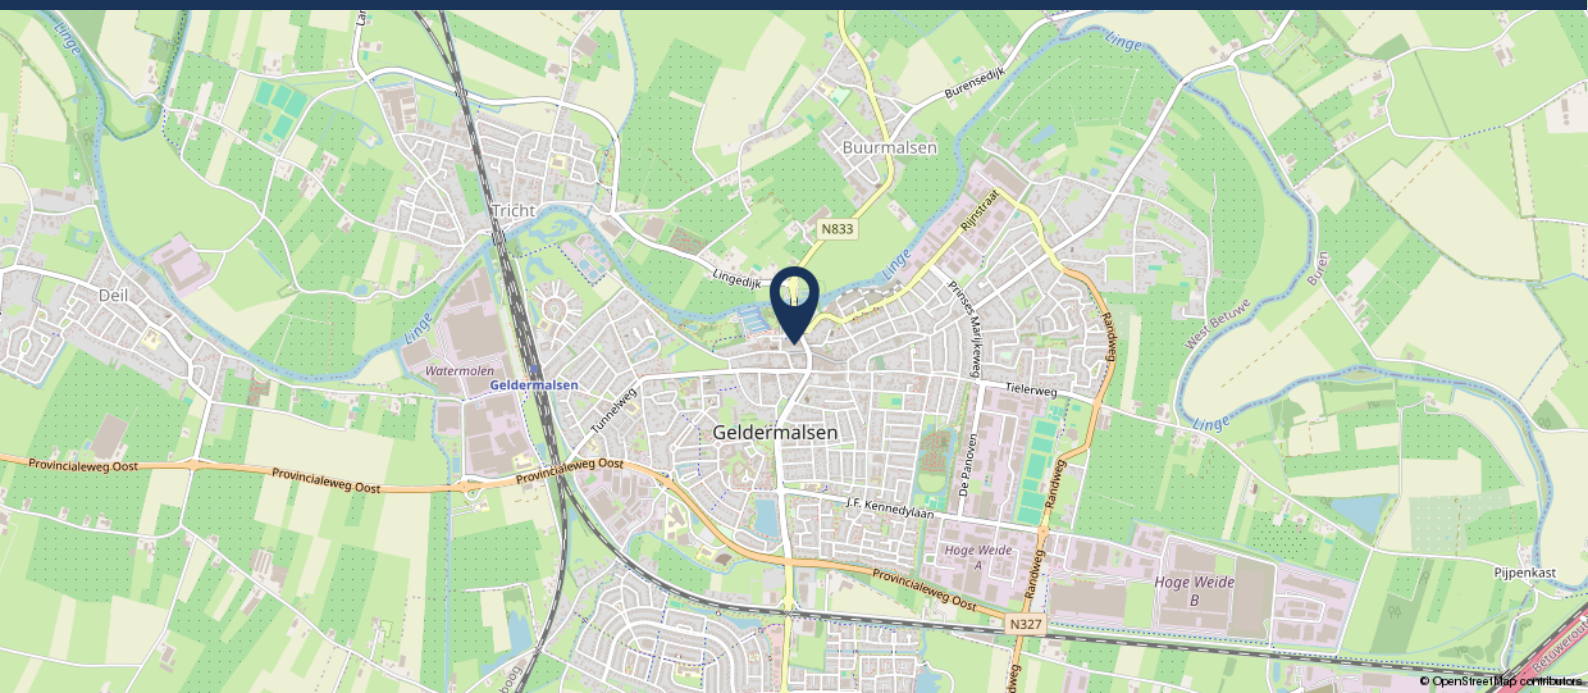 Linge
Linge
Burensedijk
Buurmalsen
Tricht
Rijnstraat
N833
Linge
Lingedijk
Buren
Deil
Prinses Marijkeweg
West Betuwe
Linge
Randweg
Watermolen
Geldermalsen
Tielerweg
Tunnelweg
Linge
Geldermalsen
Provincialeweg Oost
Provincialeweg Oost
Provincialeweg Oost
De Panoven
Randweg
J.F. Kennedylaan
Hoge Weide
A
Randweg
Hoge Weide
B
Pijpenkast
Provincialeweg Oost
N327
Betuweroute
© OpenStreetMap contributors